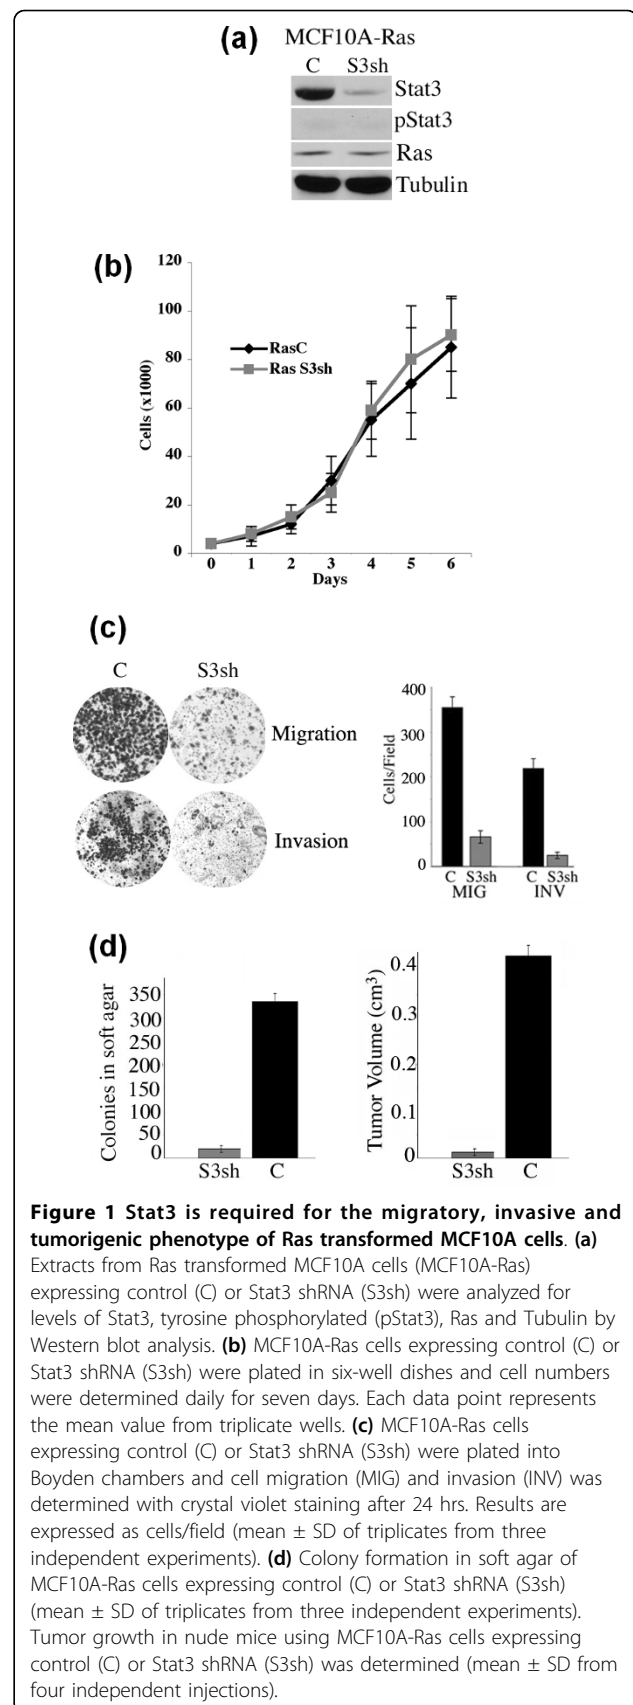 (a) MCF10A-Ras
C S3sh
Stat3
pStat3
Ras
Tubulin
(b)
120
100
80
60
40
20
0
Cells (x1000)
RasC
Ras S3sh
0 1 2 3 4 5 6
Days
(c)
C S3sh
Migration
Invasion
400
300
200
100
0
Cells/Field
C S3sh C S3sh
MIG INV
(d)
350
300
250
200
150
100
50
0
Colonies in soft agar
S3sh C
0.4
0.3
0.2
0.1
0
Tumor Volume (cm³)
S3sh C
Figure 1 Stat3 is required for the migratory, invasive and
tumorigenic phenotype of Ras transformed MCF10A cells. (a)
Extracts from Ras transformed MCF10A cells (MCF10A-Ras)
expressing control (C) or Stat3 shRNA (S3sh) were analyzed for
levels of Stat3, tyrosine phosphorylated (pStat3), Ras and Tubulin by
Western blot analysis. (b) MCF10A-Ras cells expressing control (C) or
Stat3 shRNA (S3sh) were plated in six-well dishes and cell numbers
were determined daily for seven days. Each data point represents
the mean value from triplicate wells. (c) MCF10A-Ras cells
expressing control (C) or Stat3 shRNA (S3sh) were plated into
Boyden chambers and cell migration (MIG) and invasion (INV) was
determined with crystal violet staining after 24 hrs. Results are
expressed as cells/field (mean ± SD of triplicates from three
independent experiments). (d) Colony formation in soft agar of
MCF10A-Ras cells expressing control (C) or Stat3 shRNA (S3sh)
(mean ± SD of triplicates from three independent experiments).
Tumor growth in nude mice using MCF10A-Ras cells expressing
control (C) or Stat3 shRNA (S3sh) was determined (mean ± SD from
four independent injections).